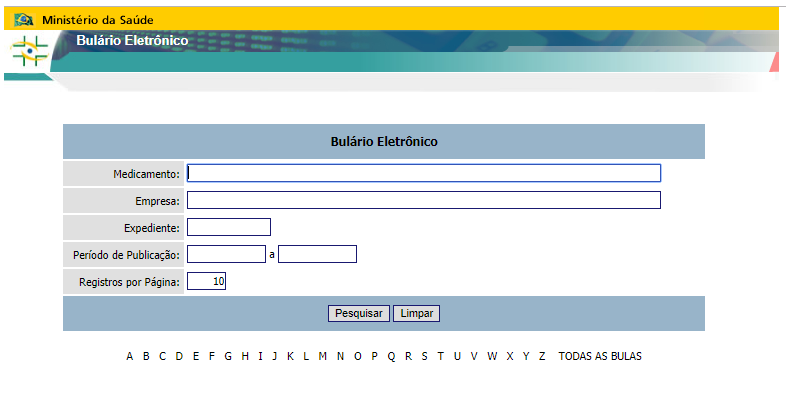 Ministério da Saúde
Bulário Eletrónico
Bulário Eletrônico
Medicamento:
Empresa:
Expediente:
Período de Publicação: a
Registros por Página: 10
Pesquisar Limpar
A B C D E F G H I J K L M N O P Q R S T U V W X Y Z TODAS AS BULAS